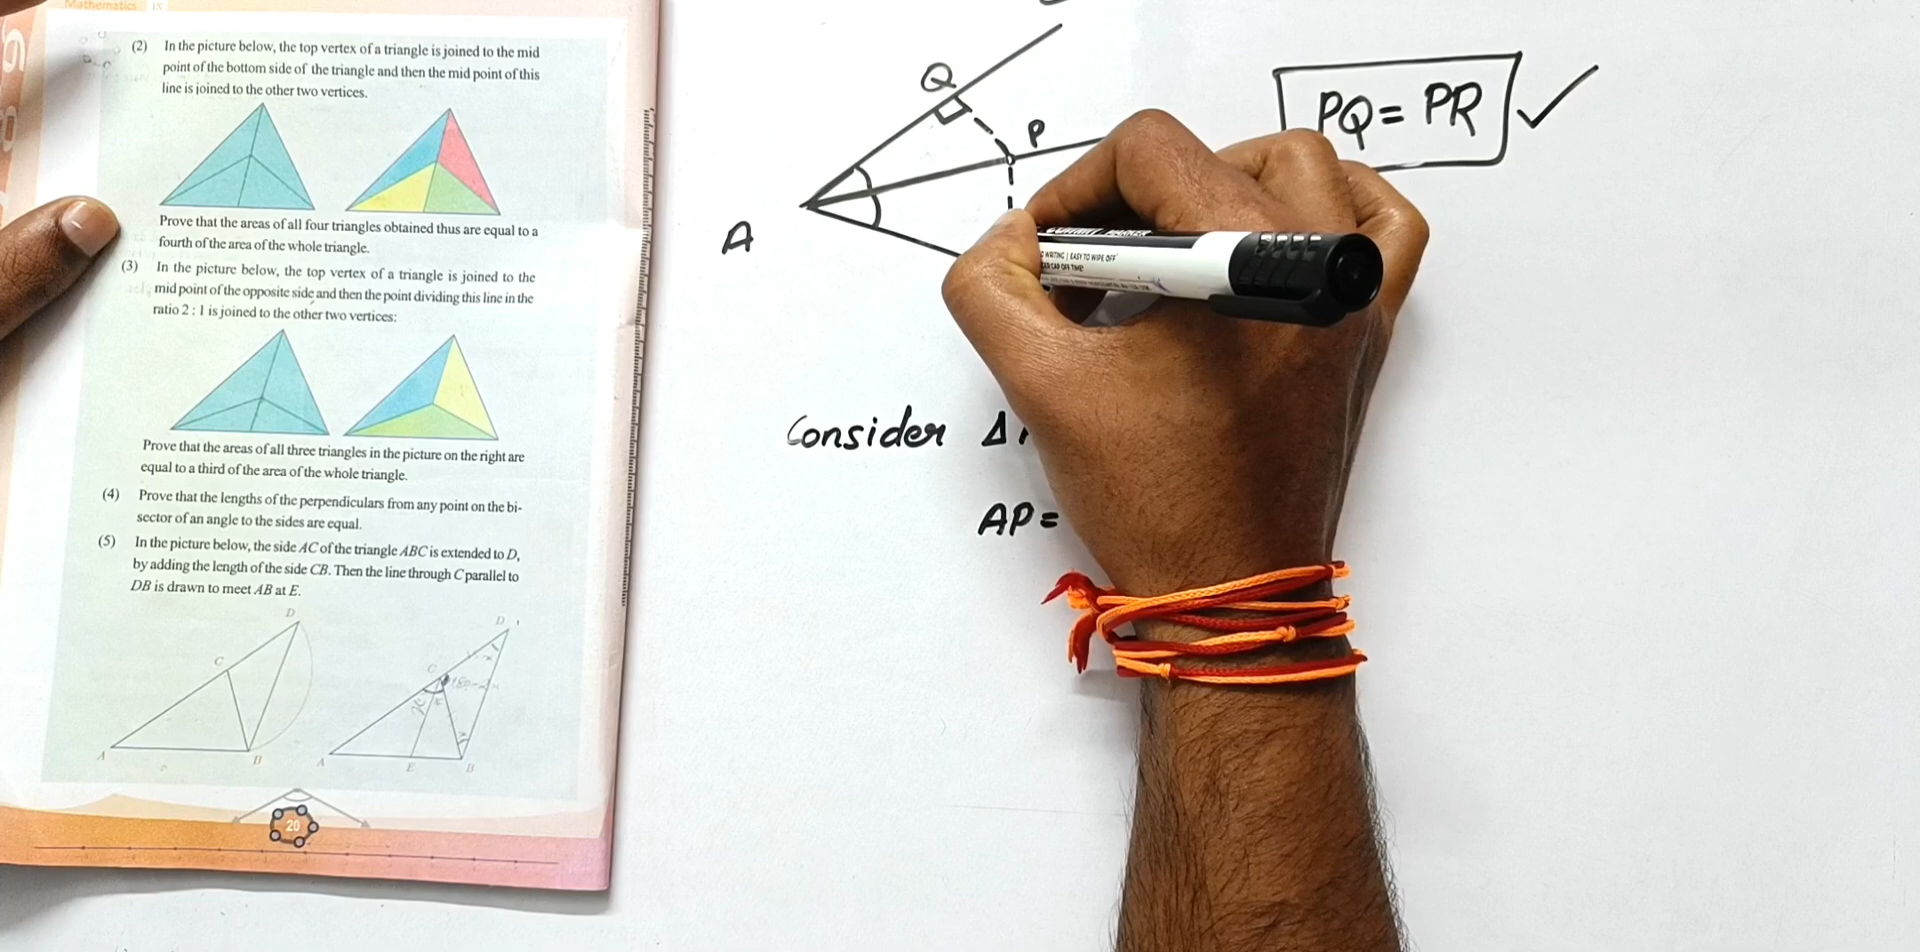 Mathematics IX
(2) In the picture below, the top vertex of a triangle is joined to the mid
point of the bottom side of the triangle and then the mid point of this
line is joined to the other two vertices.
Prove that the areas of all four triangles obtained thus are equal to a
fourth of the area of the whole triangle.
(3) In the picture below, the top vertex of a triangle is joined to the
mid point of the opposite side and then the point dividing this line in the
ratio 2 : 1 is joined to the other two vertices:
Prove that the areas of all three triangles in the picture on the right are
equal to a third of the area of the whole triangle.
(4) Prove that the lengths of the perpendiculars from any point on the bi-
sector of an angle to the sides are equal.
(5) In the picture below, the side AC of the triangle ABC is extended to D,
by adding the length of the side CB. Then the line through C parallel to
DB is drawn to meet AB at E.
D
C
A
B
D
C
A
E
B
20
Q
P
A
PQ = PR
Consider Δ
AP =
WRITING | EASY TO WIPE OFF